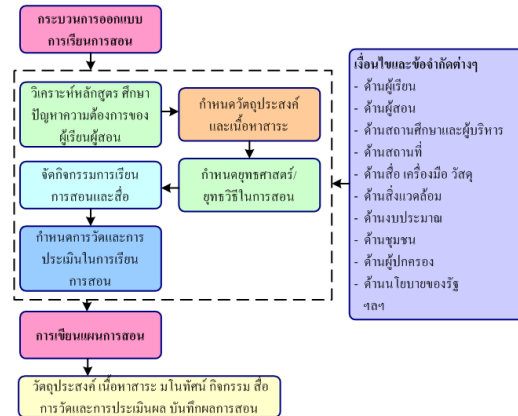 กระบวนการออกแบบ
การเรียนการสอน
วิเคราะห์หลักสูตร ศึกษา
ปัญหาความต้องการของ
ผู้เรียนผู้สอน
กำหนดวัตถุประสงค์
และเนื้อหาสาระ
กำหนดยุทธศาสตร์/
ยุทธวิธีในการสอน
จัดกิจกรรมการเรียน
การสอนและสื่อ
กำหนดการวัดและการ
ประเมินในการเรียน
การสอน
เงื่อนไขและข้อจำกัดต่างๆ
- ด้านผู้เรียน
- ด้านผู้สอน
- ด้านสถานศึกษาและผู้บริหาร
- ด้านสถานที่
- ด้านสื่อ เครื่องมือ วัสดุ
- ด้านสิ่งแวดล้อม
- ด้านงบประมาณ
- ด้านชุมชน
- ด้านผู้ปกครอง
- ด้านนโยบายของรัฐ
ฯลฯ
การเขียนแผนการสอน
วัตถุประสงค์ เนื้อหาสาระ มโนทัศน์ กิจกรรม สื่อ
การวัดและการประเมินผล บันทึกผลการสอน